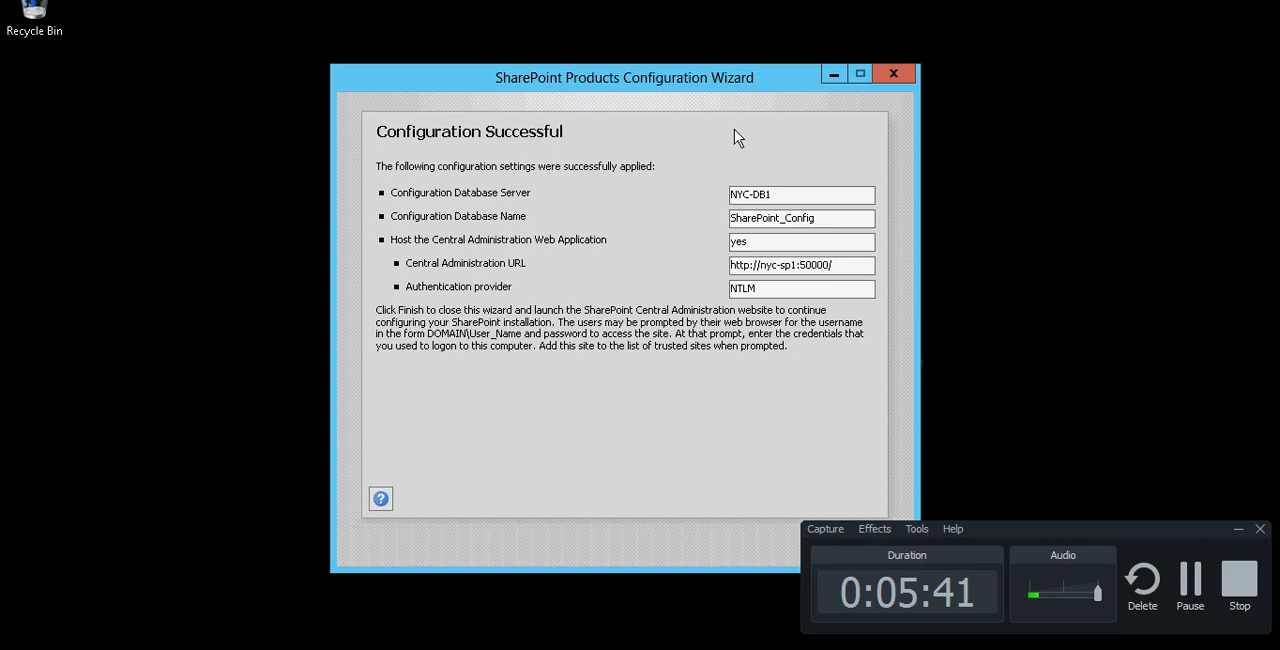 Recycle Bin
SharePoint Products Configuration Wizard
Configuration Successful
The following configuration settings were successfully applied:
Configuration Database Server NYC-DB1
Configuration Database Name SharePoint_Config
Host the Central Administration Web Application yes
Central Administration URL http://nyc-sp1:50000/
Authentication provider NTLM
Click Finish to close this wizard and launch the SharePoint Central Administration website to continue
configuring your SharePoint installation. The users may be prompted by their web browser for the username
in the form DOMAIN\User_Name and password to access the site. At that prompt, enter the credentials that
you used to logon to this computer. Add this site to the list of trusted sites when prompted.
?
Capture Effects Tools Help
Duration Audio
0:05:41
Delete Pause Stop